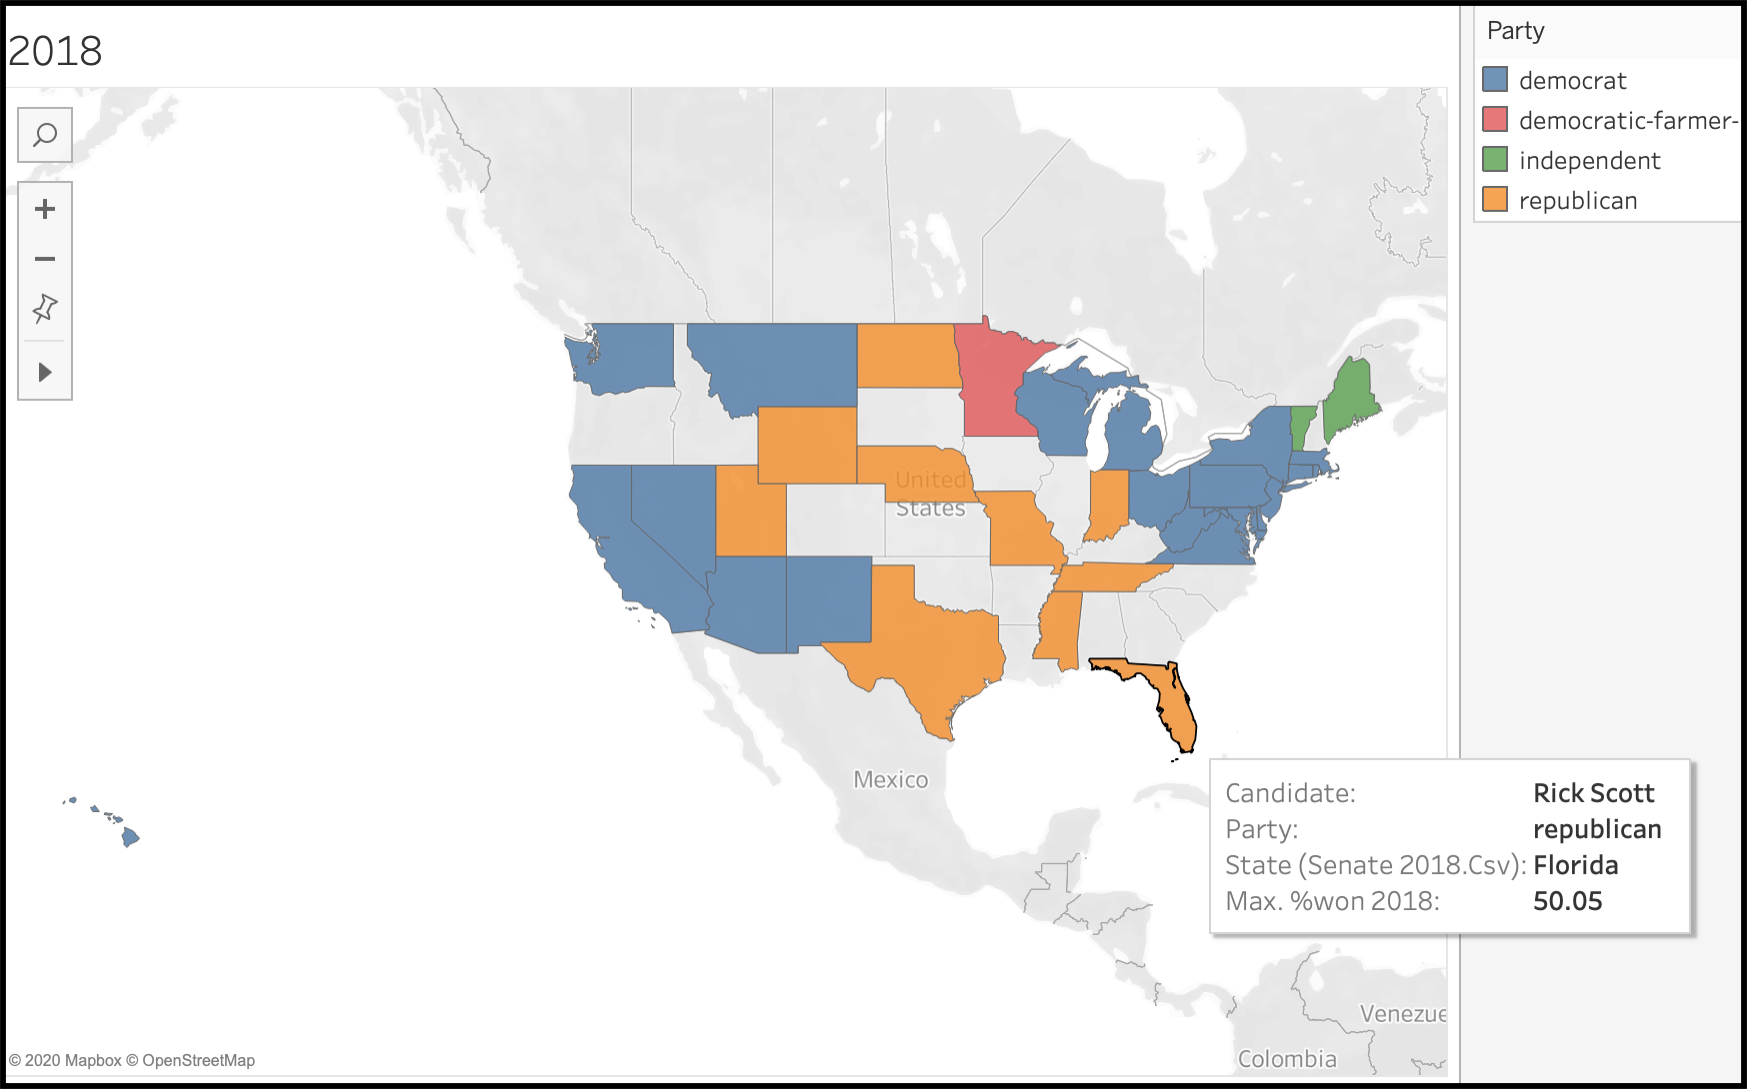 2018
Party
democrat
democratic-farmer-
independent
republican
United
States
Mexico
Candidate: Rick Scott
Party: republican
State (Senate 2018.Csv): Florida
Max. %won 2018: 50.05
Venezue
Colombia
© 2020 Mapbox © OpenStreetMap